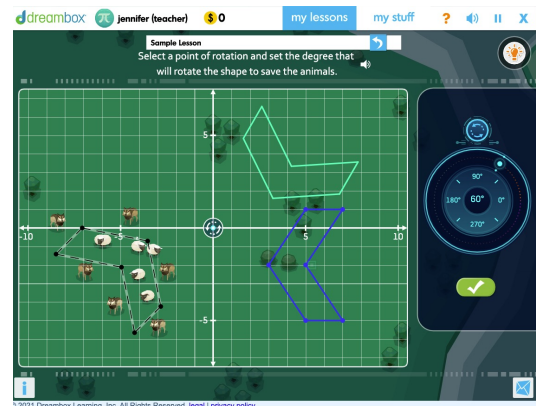 dreambox
π jennifer (teacher)
$ 0
my lessons
my stuff
?
X
Sample Lesson
Select a point of rotation and set the degree that
will rotate the shape to save the animals.
5
-10
-5
5
10
-5
90°
180°
60°
0°
270°
i
2021 Dreambox Learning, Inc. All Rights Reserved. legal | privacy policy